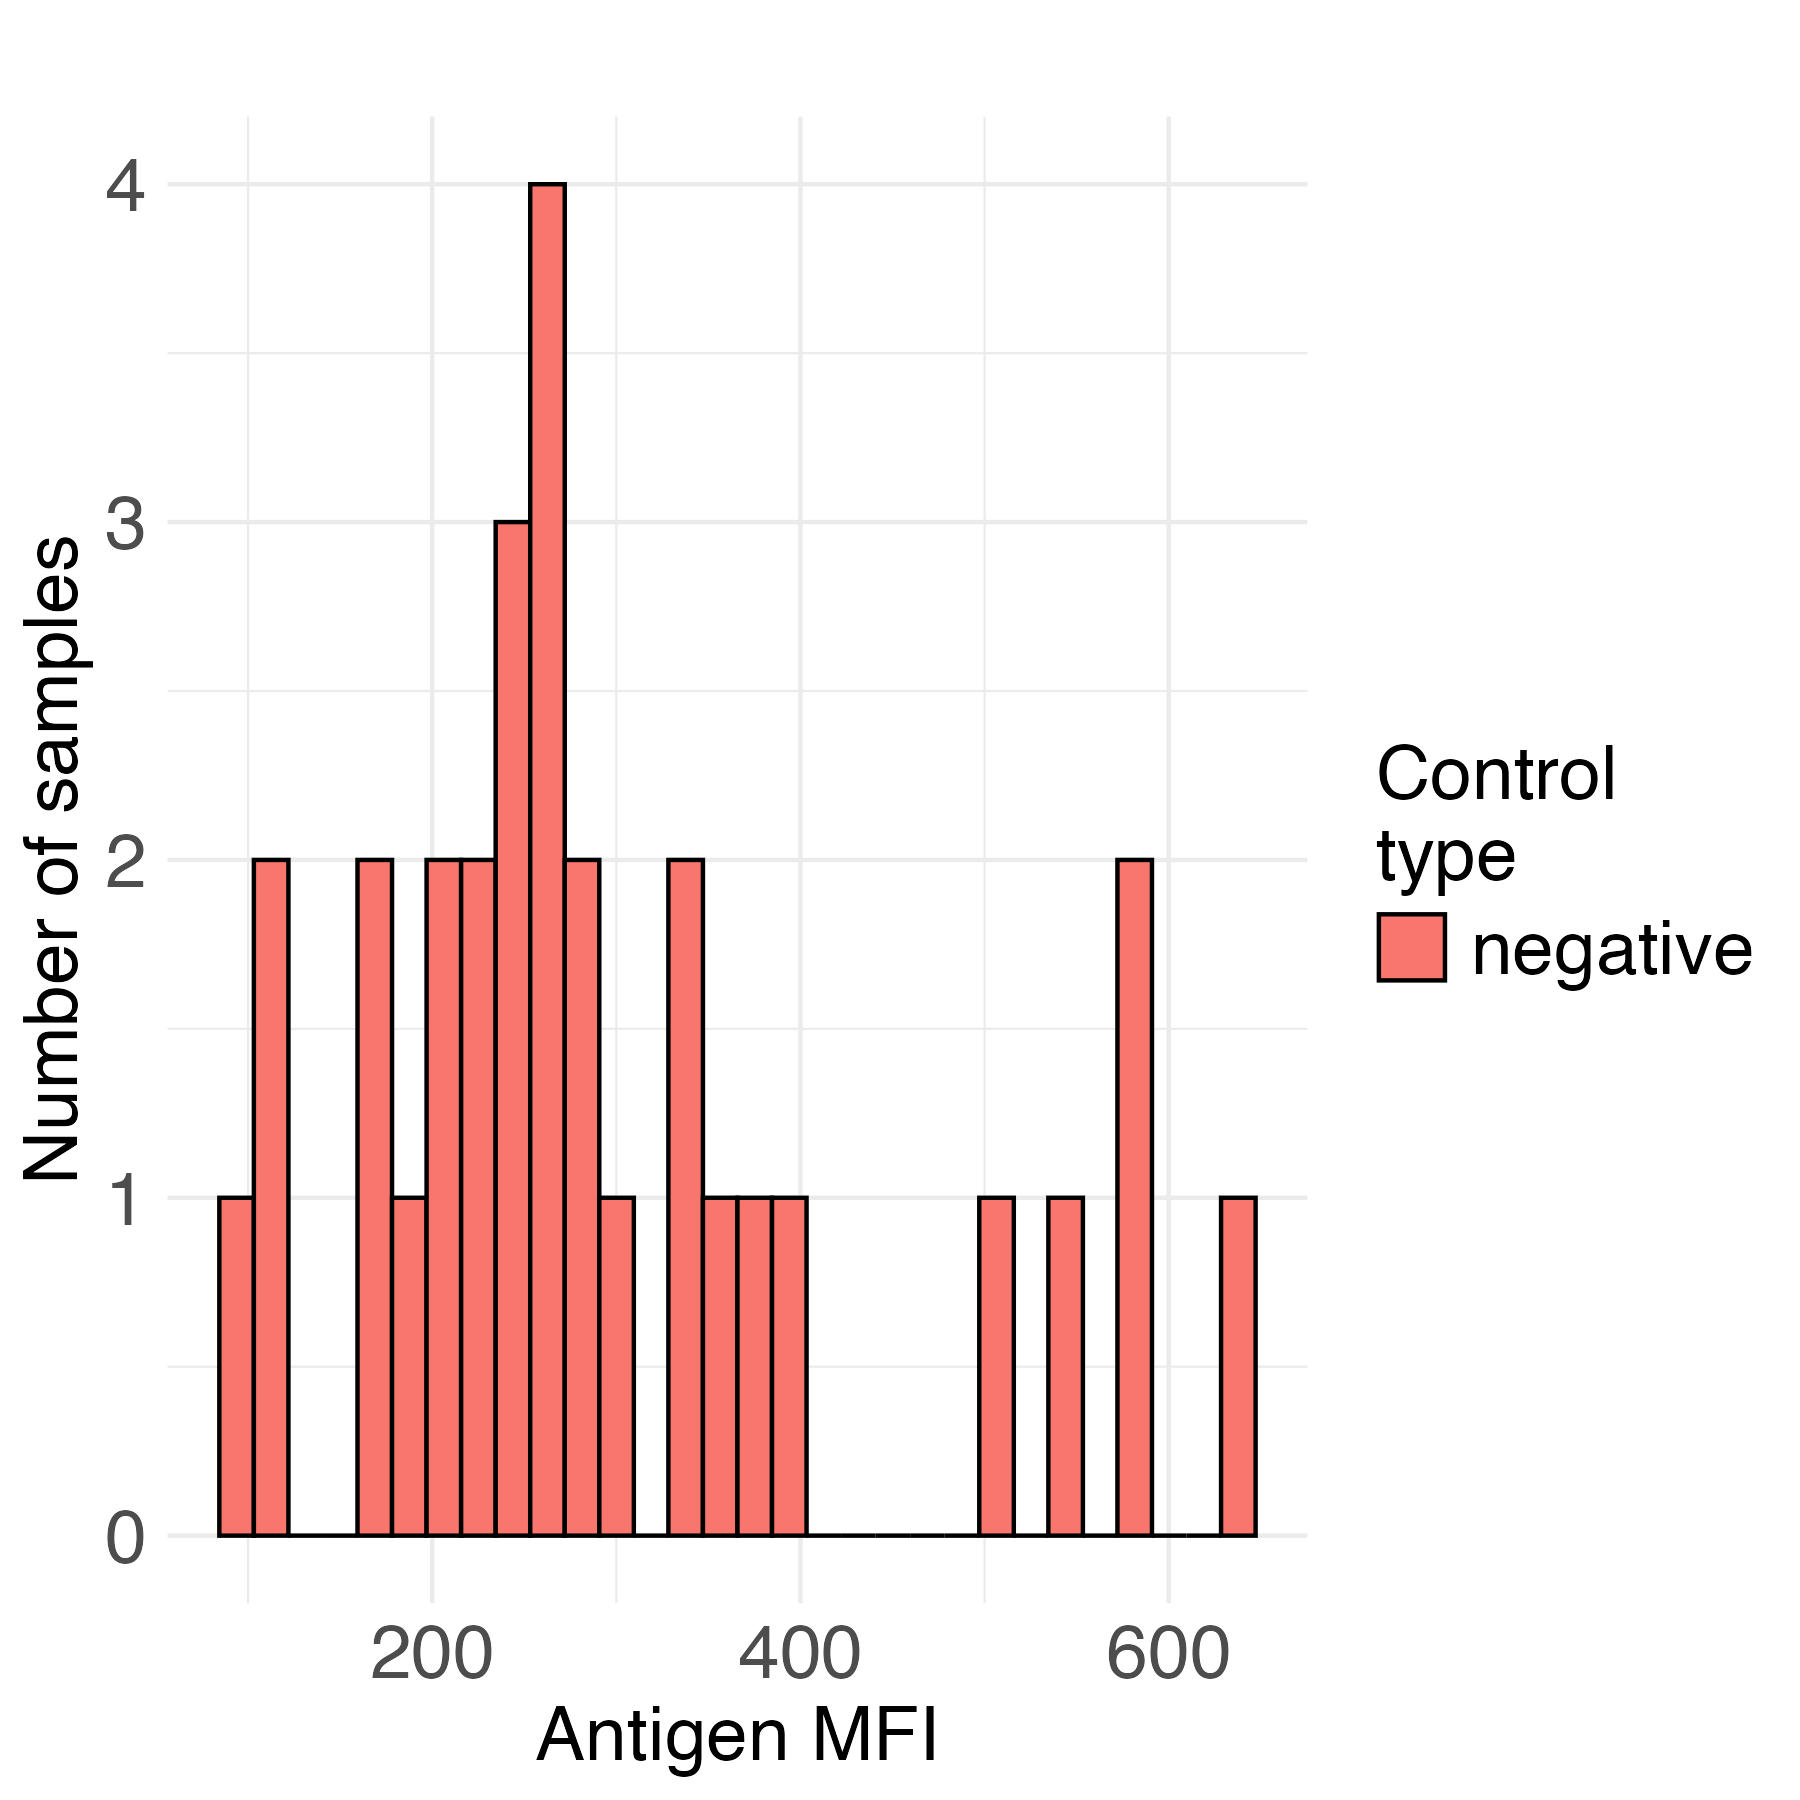 4
3
2
1
0
Number of samples
200 400 600
Antigen MFI
Control
type
negative